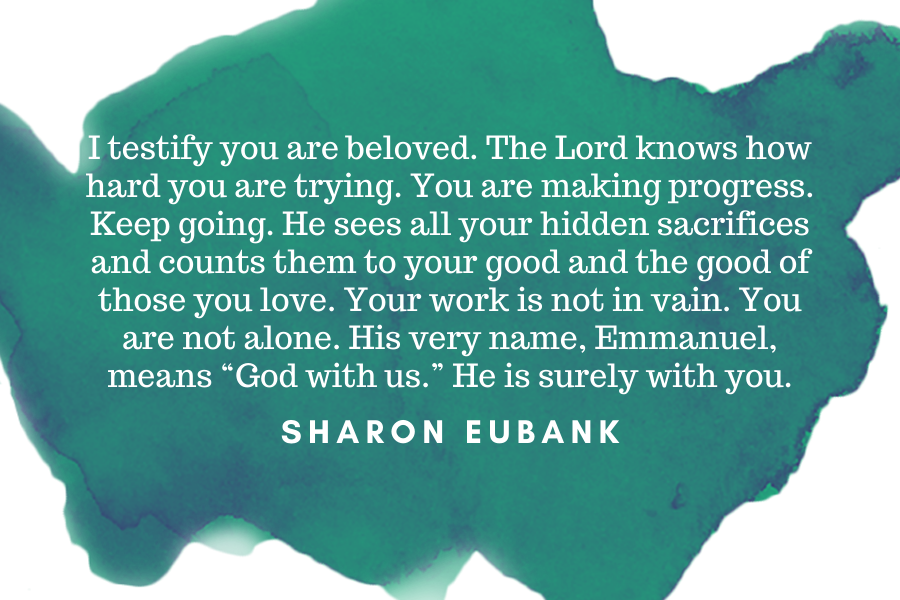 I testify you are beloved. The Lord knows how
hard you are trying. You are making progress.
Keep going. He sees all your hidden sacrifices
and counts them to your good and the good of
those you love. Your work is not in vain. You
are not alone. His very name, Emmanuel,
means “God with us.” He is surely with you.
SHARON EUBANK